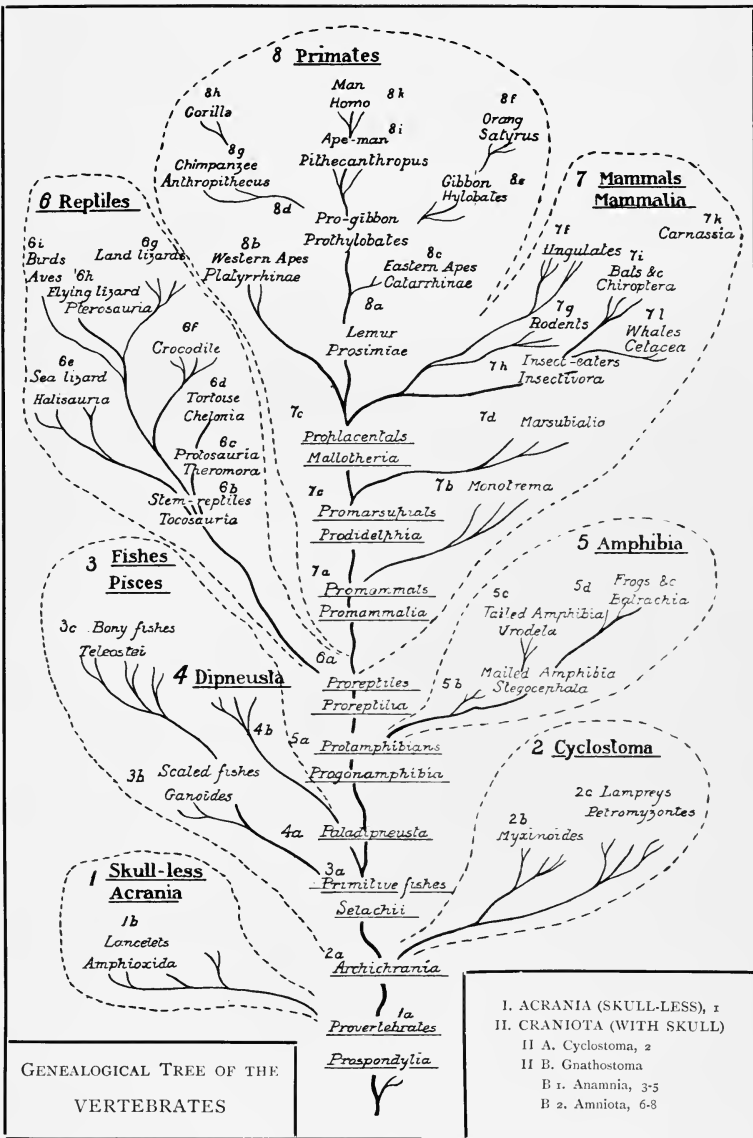 8 Primates
8h
Gorilla
Man
Homo
8k
8f
Orang
Satyrus
Ape-man
8i
Pithecanthropus
8g
Chimpanzee
Anthropithecus
Gibbon
8e
Hylobates
8d
Pro-gibbon
Prothylobates
8b
Western Apes
Platyrrhinae
8c
Eastern Apes
Catarrhinae
8a
Lemur
Prosimiae
6 Reptiles
6i
Birds
Aves
6g
Land lizards
6h
Flying lizard
Pterosauria
6f
Crocodile
6e
Sea lizard
Halisauria
6d
Tortoise
Chelonia
6c
Protosauria
Theromora
6b
Stem-reptiles
Tocosauria
7 Mammals
Mammalia
7k
Carnassia
7f
Ungulates
7i
Bats &c
Chiroptera
7g
Rodents
7l
Whales
Cetacea
7h
Insect-eaters
Insectivora
7c
Prophlacentals
Mallotheria
7d
Marsubialio
7c
Promarsupials
Prodidelphia
7b
Monotrema
7a
Promammals
Promammalia
3 Fishes
Pisces
3c Bony fishes
Teleostei
4 Dipneusta
4b
5 Amphibia
5c
Tailed Amphibia
Urodela
5d
Frogs &c
Batrachia
5b
Mailed Amphibia
Stegocephala
6a
Proreptiles
Proreptilia
5a
Protamphibians
Progonamphibia
3b
Scaled fishes
Ganoides
4a
Paladipneusta
2 Cyclostoma
2c Lampreys
Petromyzontes
2b
Myxinoides
3a
Primitive fishes
Selachii
1 Skull-less
Acrania
1b
Lancelets
Amphioxida
2a
Archichrania
1a
Provertebrates
Prospondylia
GENEALOGICAL TREE OF THE
VERTEBRATES
I. ACRANIA (SKULL-LESS), 1
II. CRANIOTA (WITH SKULL)
II A. Cyclostoma, 2
II B. Gnathostoma
B 1. Anamnia, 3-5
B 2. Amniota, 6-8